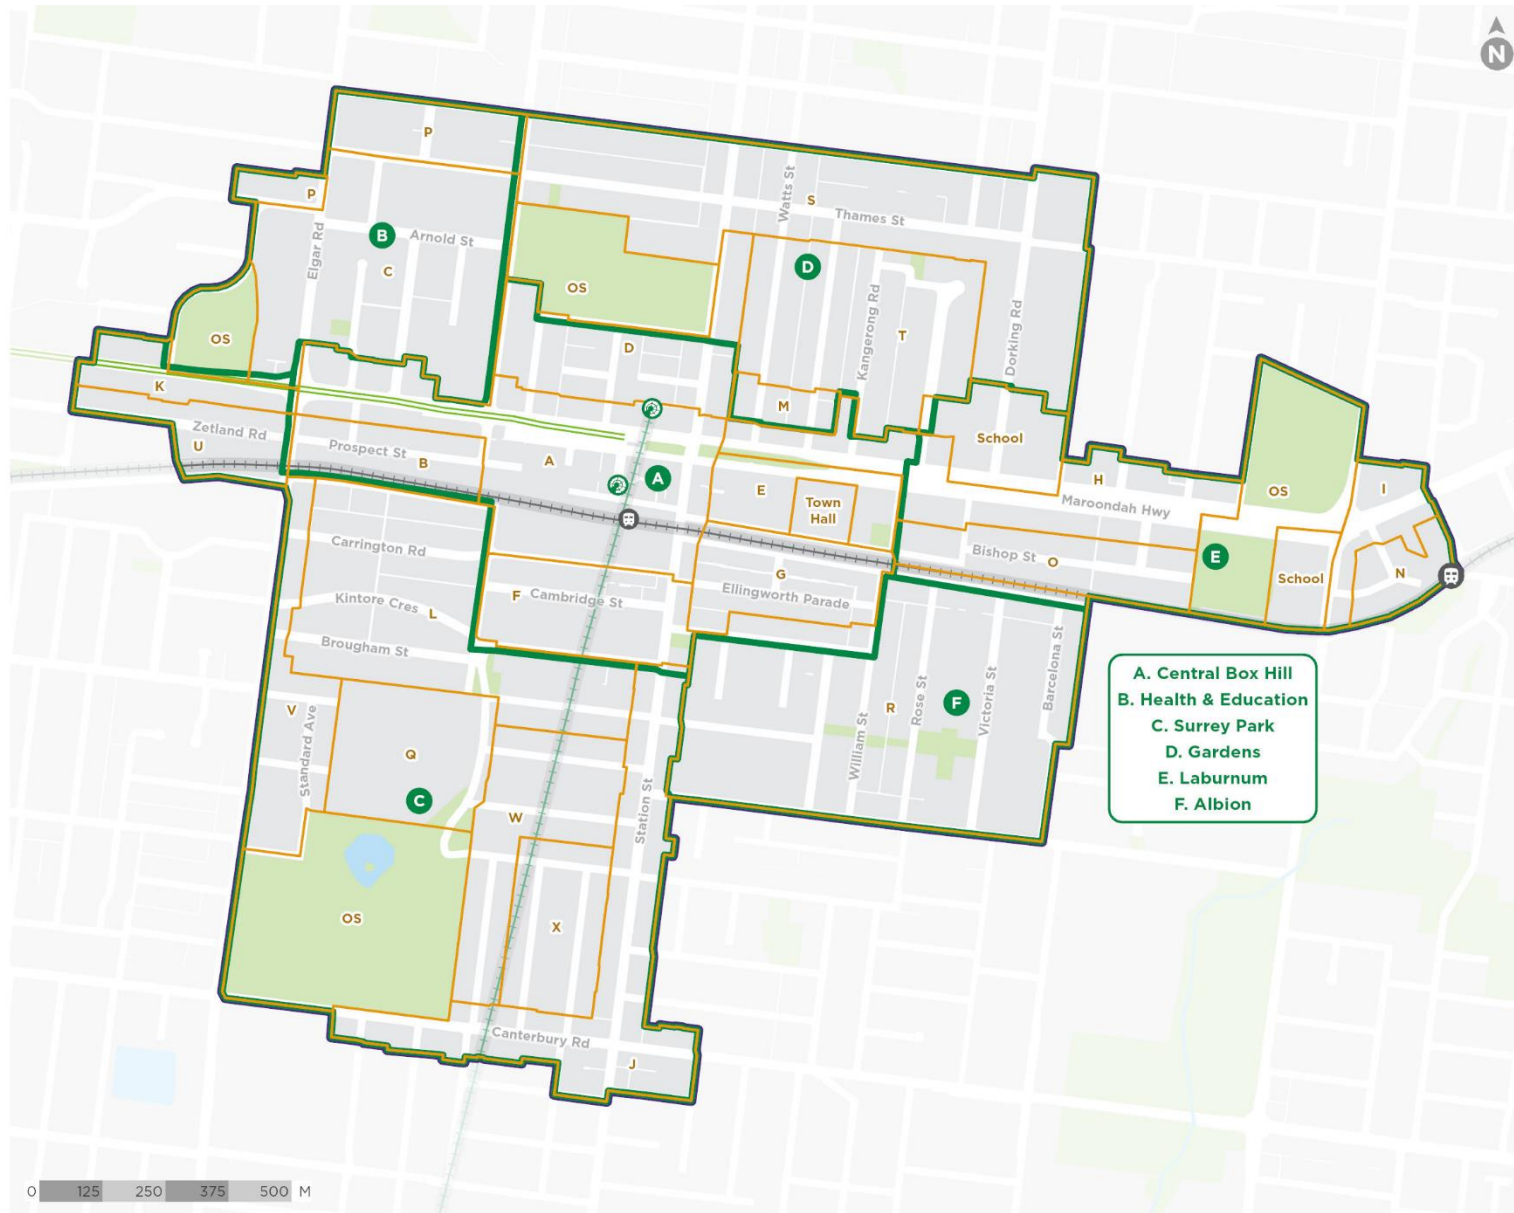 N
P
P
B
Arnold St
Elgar Rd
C
OS
S
Watts St
Thames St
D
OS
Kangerong Rd
T
Dorking Rd
D
M
School
K
Zetland Rd
U
Prospect St
B
A
A
E
Town
Hall
H
Maroondah Hwy
OS
I
Bishop St
O
E
School
N
Carrington Rd
Kintore Cres
L
Brougham St
F
Cambridge St
G
Ellingworth Parade
V
Standard Ave
Q
C
W
Station St
R
William St
Rose St
F
Victoria St
Barcelona St
A. Central Box Hill
B. Health & Education
C. Surrey Park
D. Gardens
E. Laburnum
F. Albion
OS
X
Canterbury Rd
J
0 125 250 375 500 M